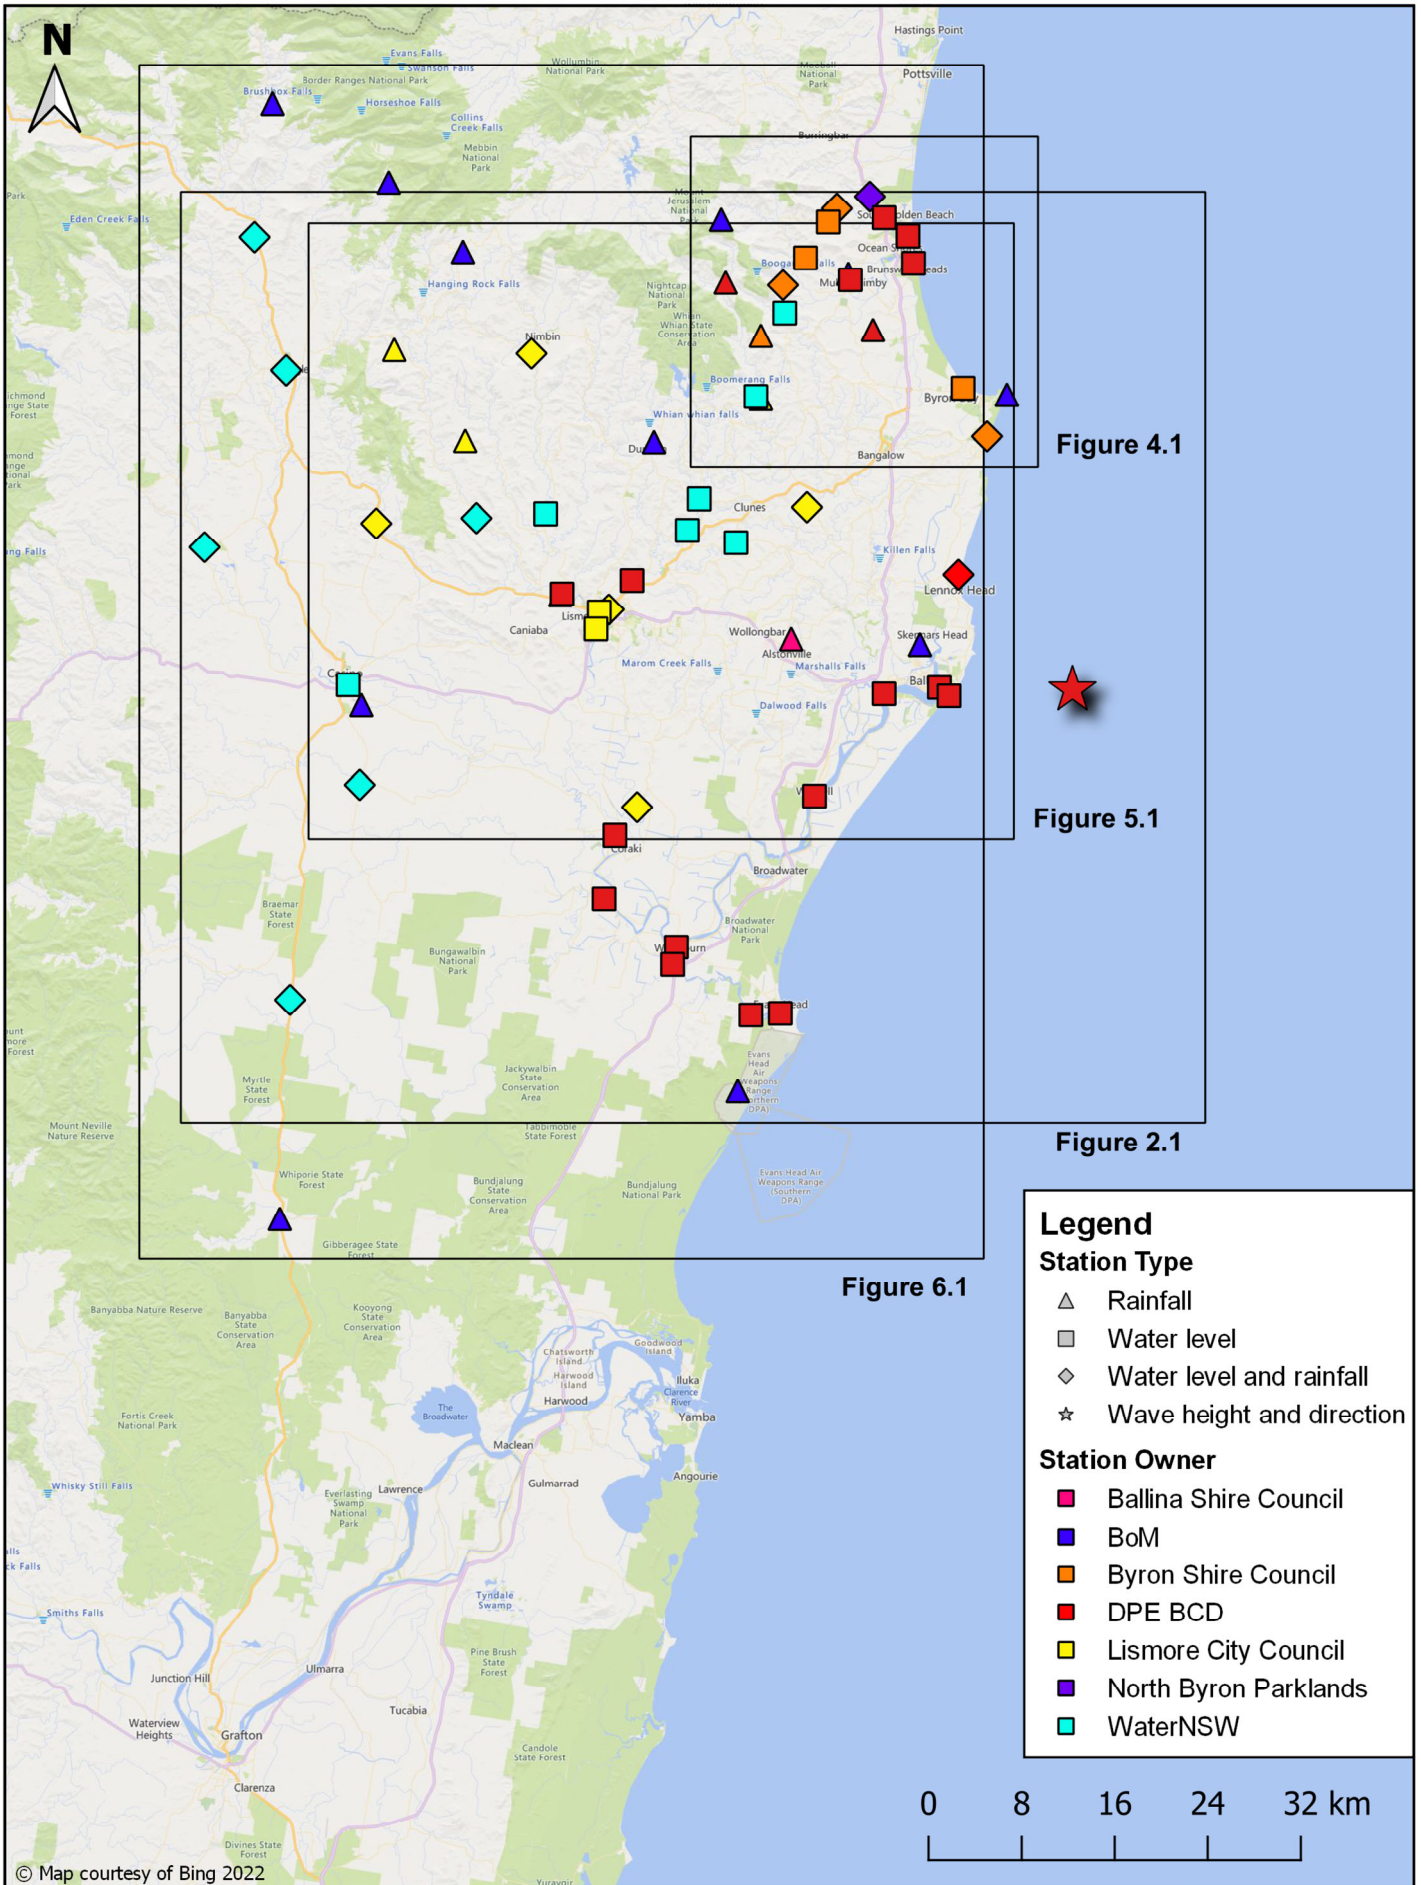 N
Hastings Point
Evans Falls
Swanson Falls
Wollumbin
National Park
Mooball
National
Park
Pottsville
Border Ranges National Park
Brushbox Falls
Horseshoe Falls
Collins
Creek Falls
Mebbin
National
Park
Burringbar
Park
Mount
Jerusalem
National
Park
Eden Creek Falls
Ocean
Hanging Rock Falls
Nightcap
National
Park
Whian
Whian State
Conservation
Area
Nimbin
Boomerang Falls
Whian whian falls
Figure 4.1
Bangalow
Clunes
Killen Falls
Lennox Head
Caniaba
Wollongbar
Alstonville
Marom Creek Falls
Marshalls Falls
Dalwood Falls
Figure 5.1
Broadwater
Braemar
State
Forest
Broadwater
National
Park
Bungawalbin
National
Park
Evans
Head
Air
Weapons
Range
DPA)
Jackywalbin
State
Conservation
Area
Myrtle
State
Forest
Mount Neville
Nature Reserve
Tabbimoble
State Forest
Figure 2.1
Evans Head Air
Weapons Range
(Southern
DPA)
Whiporie State
Forest
Bundjalung
State
Conservation
Area
Bundjalung
National Park
Gibberagee State
Forest
Figure 6.1
Banyabba Nature Reserve
Banyabba
State
Conservation
Area
Kooyong
State
Conservation
Area
Goodwood
Island
Chatsworth
Island
Harwood
Island
Harwood
Iluka
Clarence
River
Yamba
The
Broadwater
Fortis Creek
National Park
Maclean
Gulmarrad
Angourie
Whisky Still Falls
Lawrence
Everlasting
Swamp
National
Park
ck Falls
Smiths Falls
Tyndale
Swamp
Pine Brush
State
Forest
Junction Hill
Ulmarra
Tucabia
Waterview
Heights
Grafton
Candole
State Forest
Clarenza
Divines State
Forest
Legend
Station Type
Rainfall
Water level
Water level and rainfall
Wave height and direction
Station Owner
Ballina Shire Council
BoM
Byron Shire Council
DPE BCD
Lismore City Council
North Byron Parklands
WaterNSW
0 8 16 24 32 km
© Map courtesy of Bing 2022